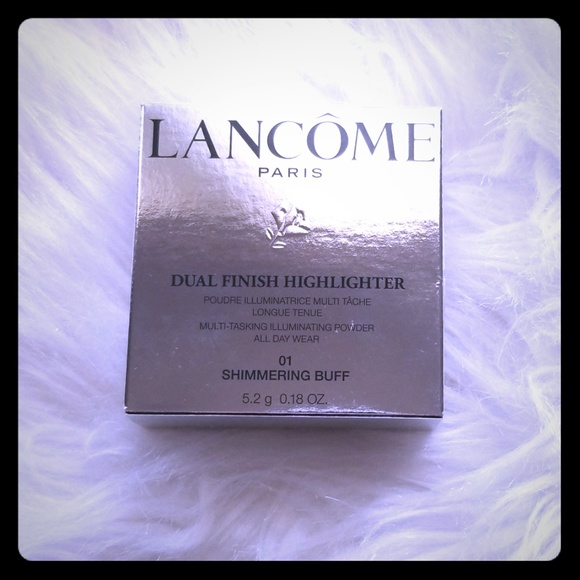 LANCÔME
PARIS
DUAL FINISH HIGHLIGHTER
POUDRE ILLUMINATRICE MULTI TÂCHE
LONGUE TENUE
MULTI-TASKING ILLUMINATING POWDER
ALL DAY WEAR
01
SHIMMERING BUFF
5.2 g 0.18 OZ.